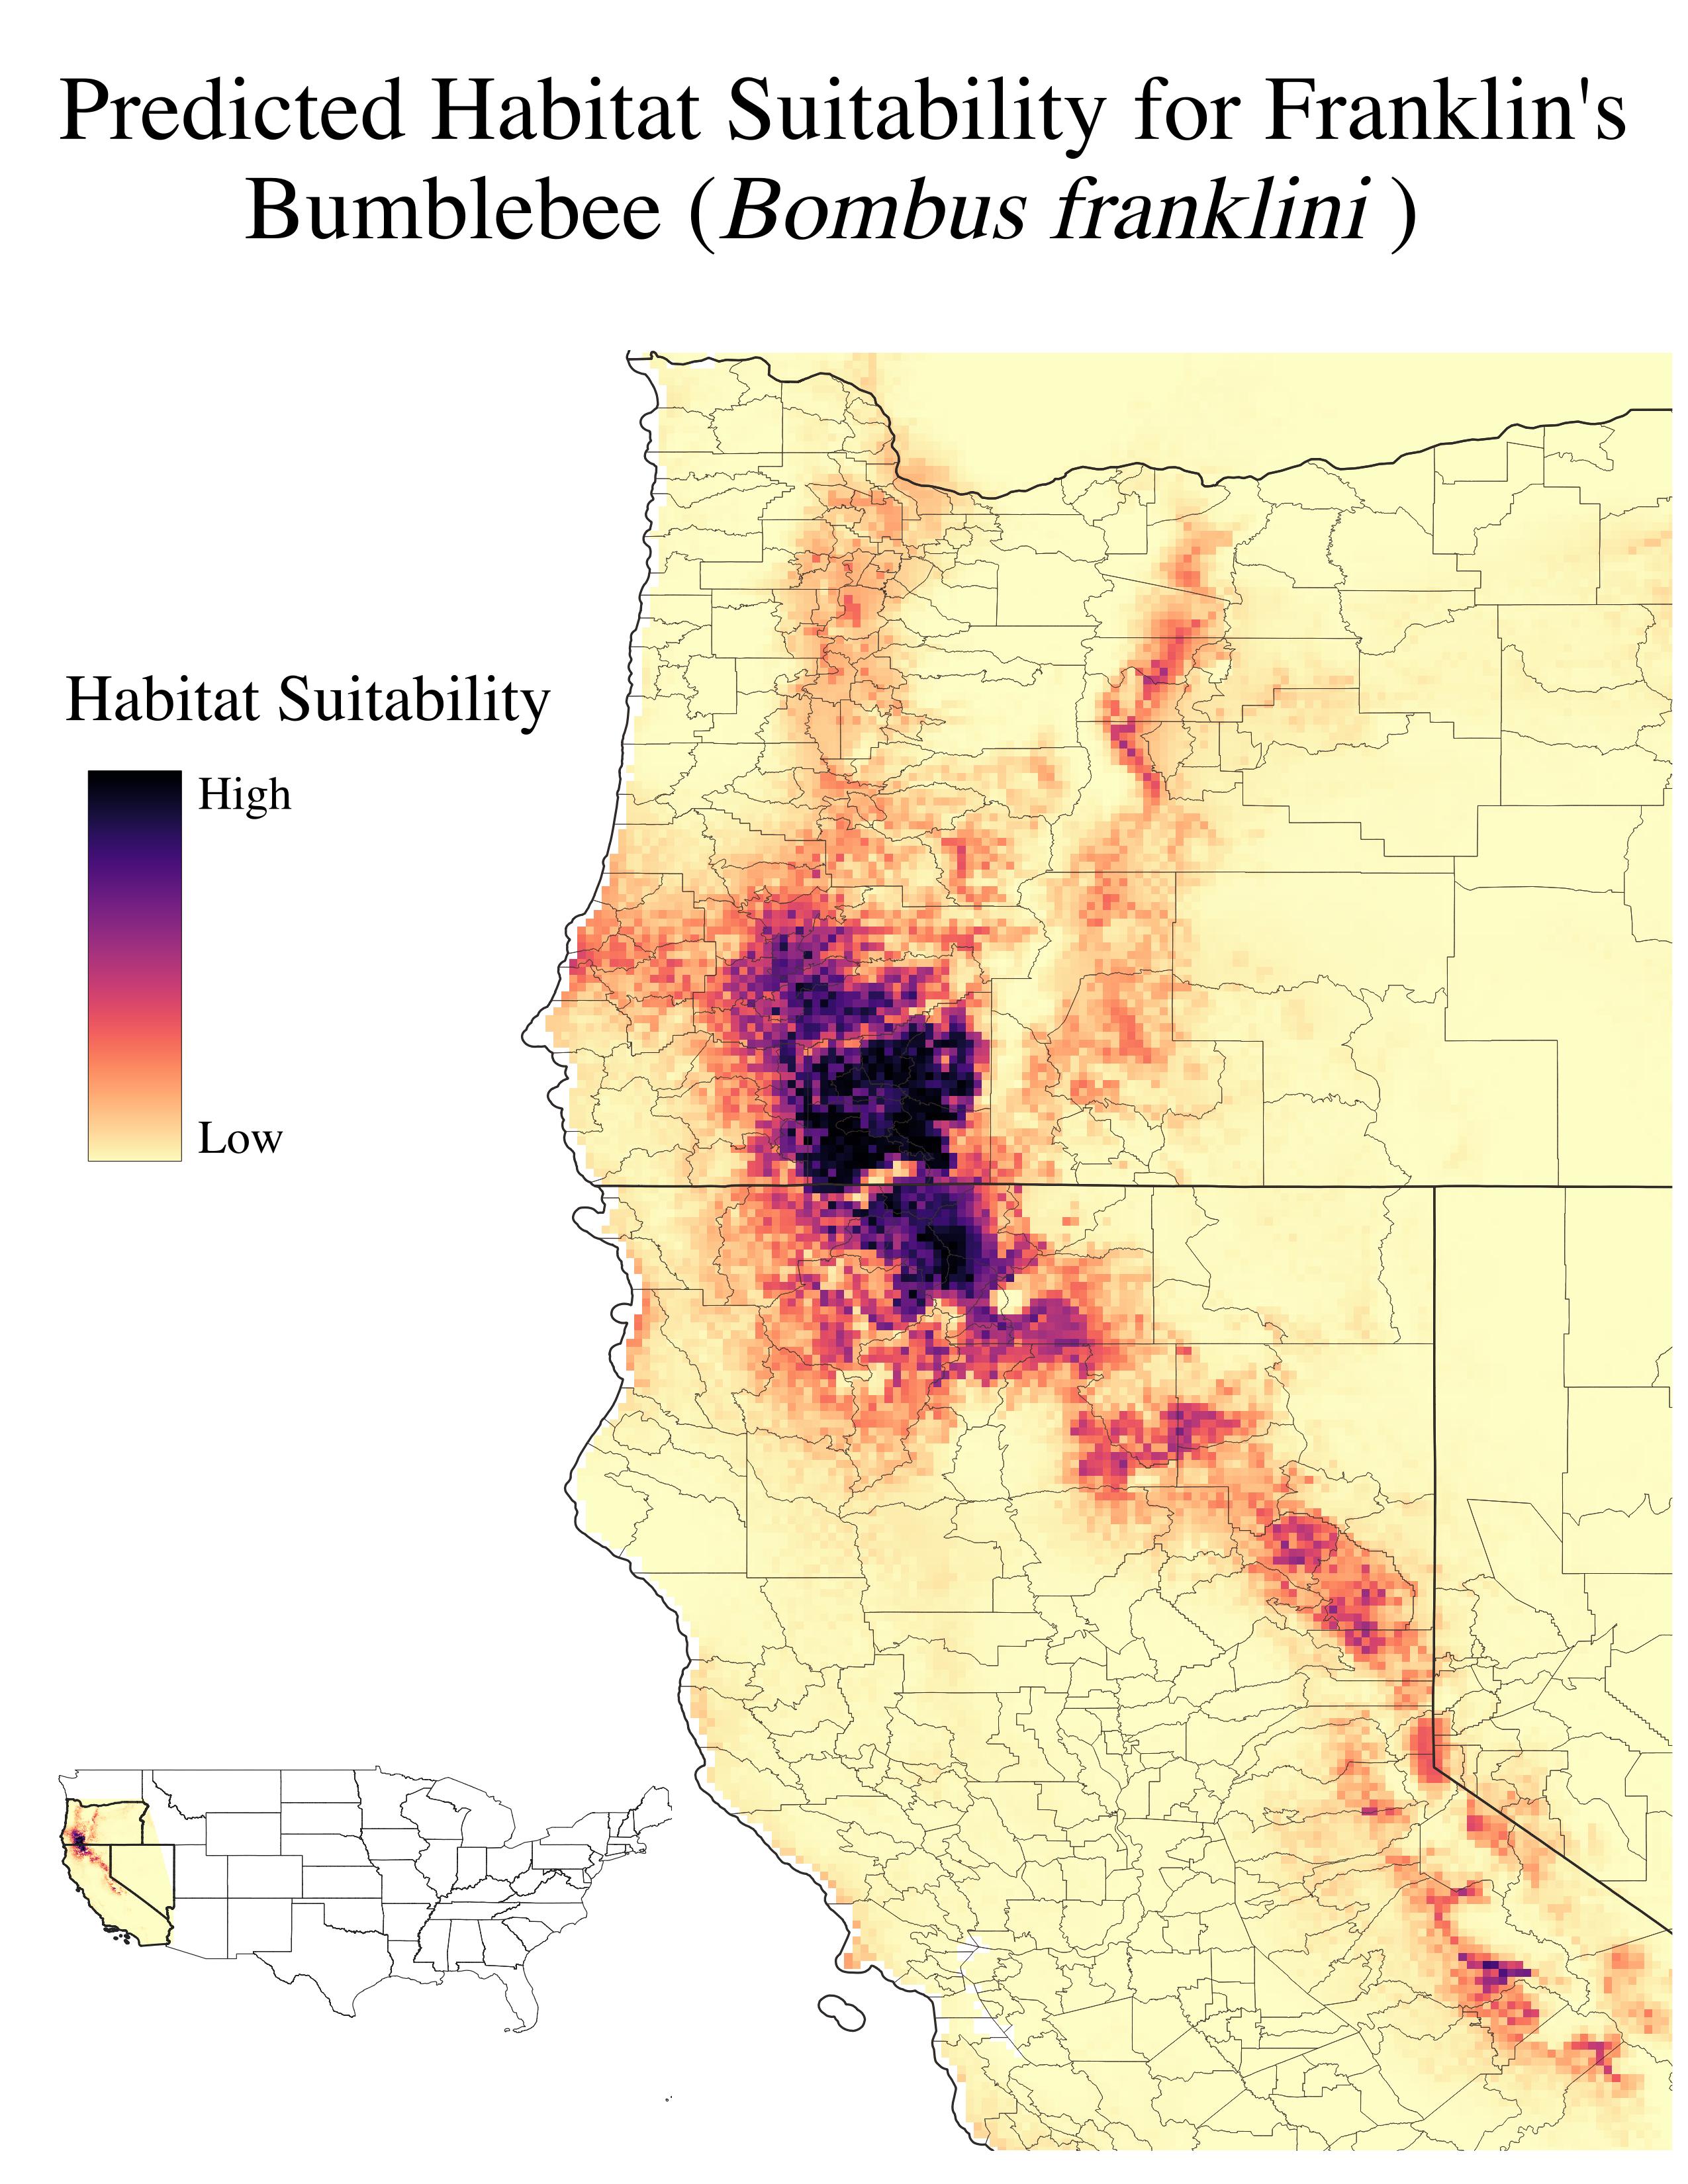 Predicted Habitat Suitability for Franklin's
Bumblebee (Bombus franklini )
Habitat Suitability
High
Low